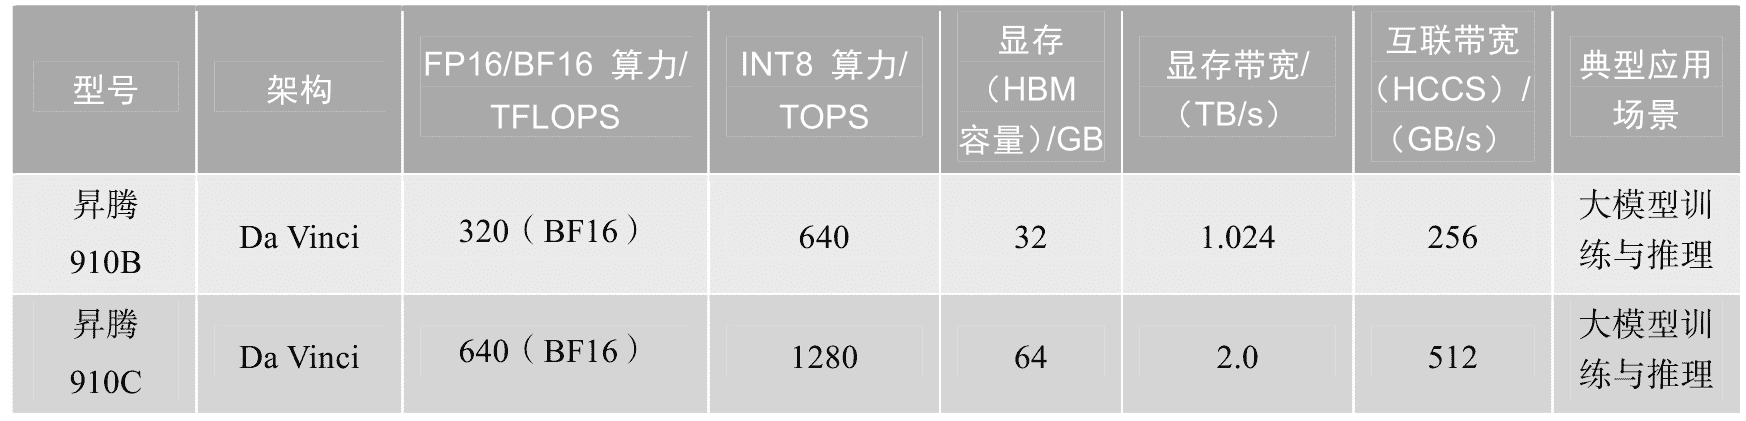 型号
架构
FP16/BF16 算力/
TFLOPS
INT8 算力/
TOPS
显存
（HBM
容量）/GB
显存带宽/
（TB/s）
互联带宽
（HCCS）/
（GB/s）
典型应用
场景
昇腾
910B
Da Vinci
320（BF16）
640
32
1.024
256
大模型训
练与推理
昇腾
910C
Da Vinci
640（BF16）
1280
64
2.0
512
大模型训
练与推理